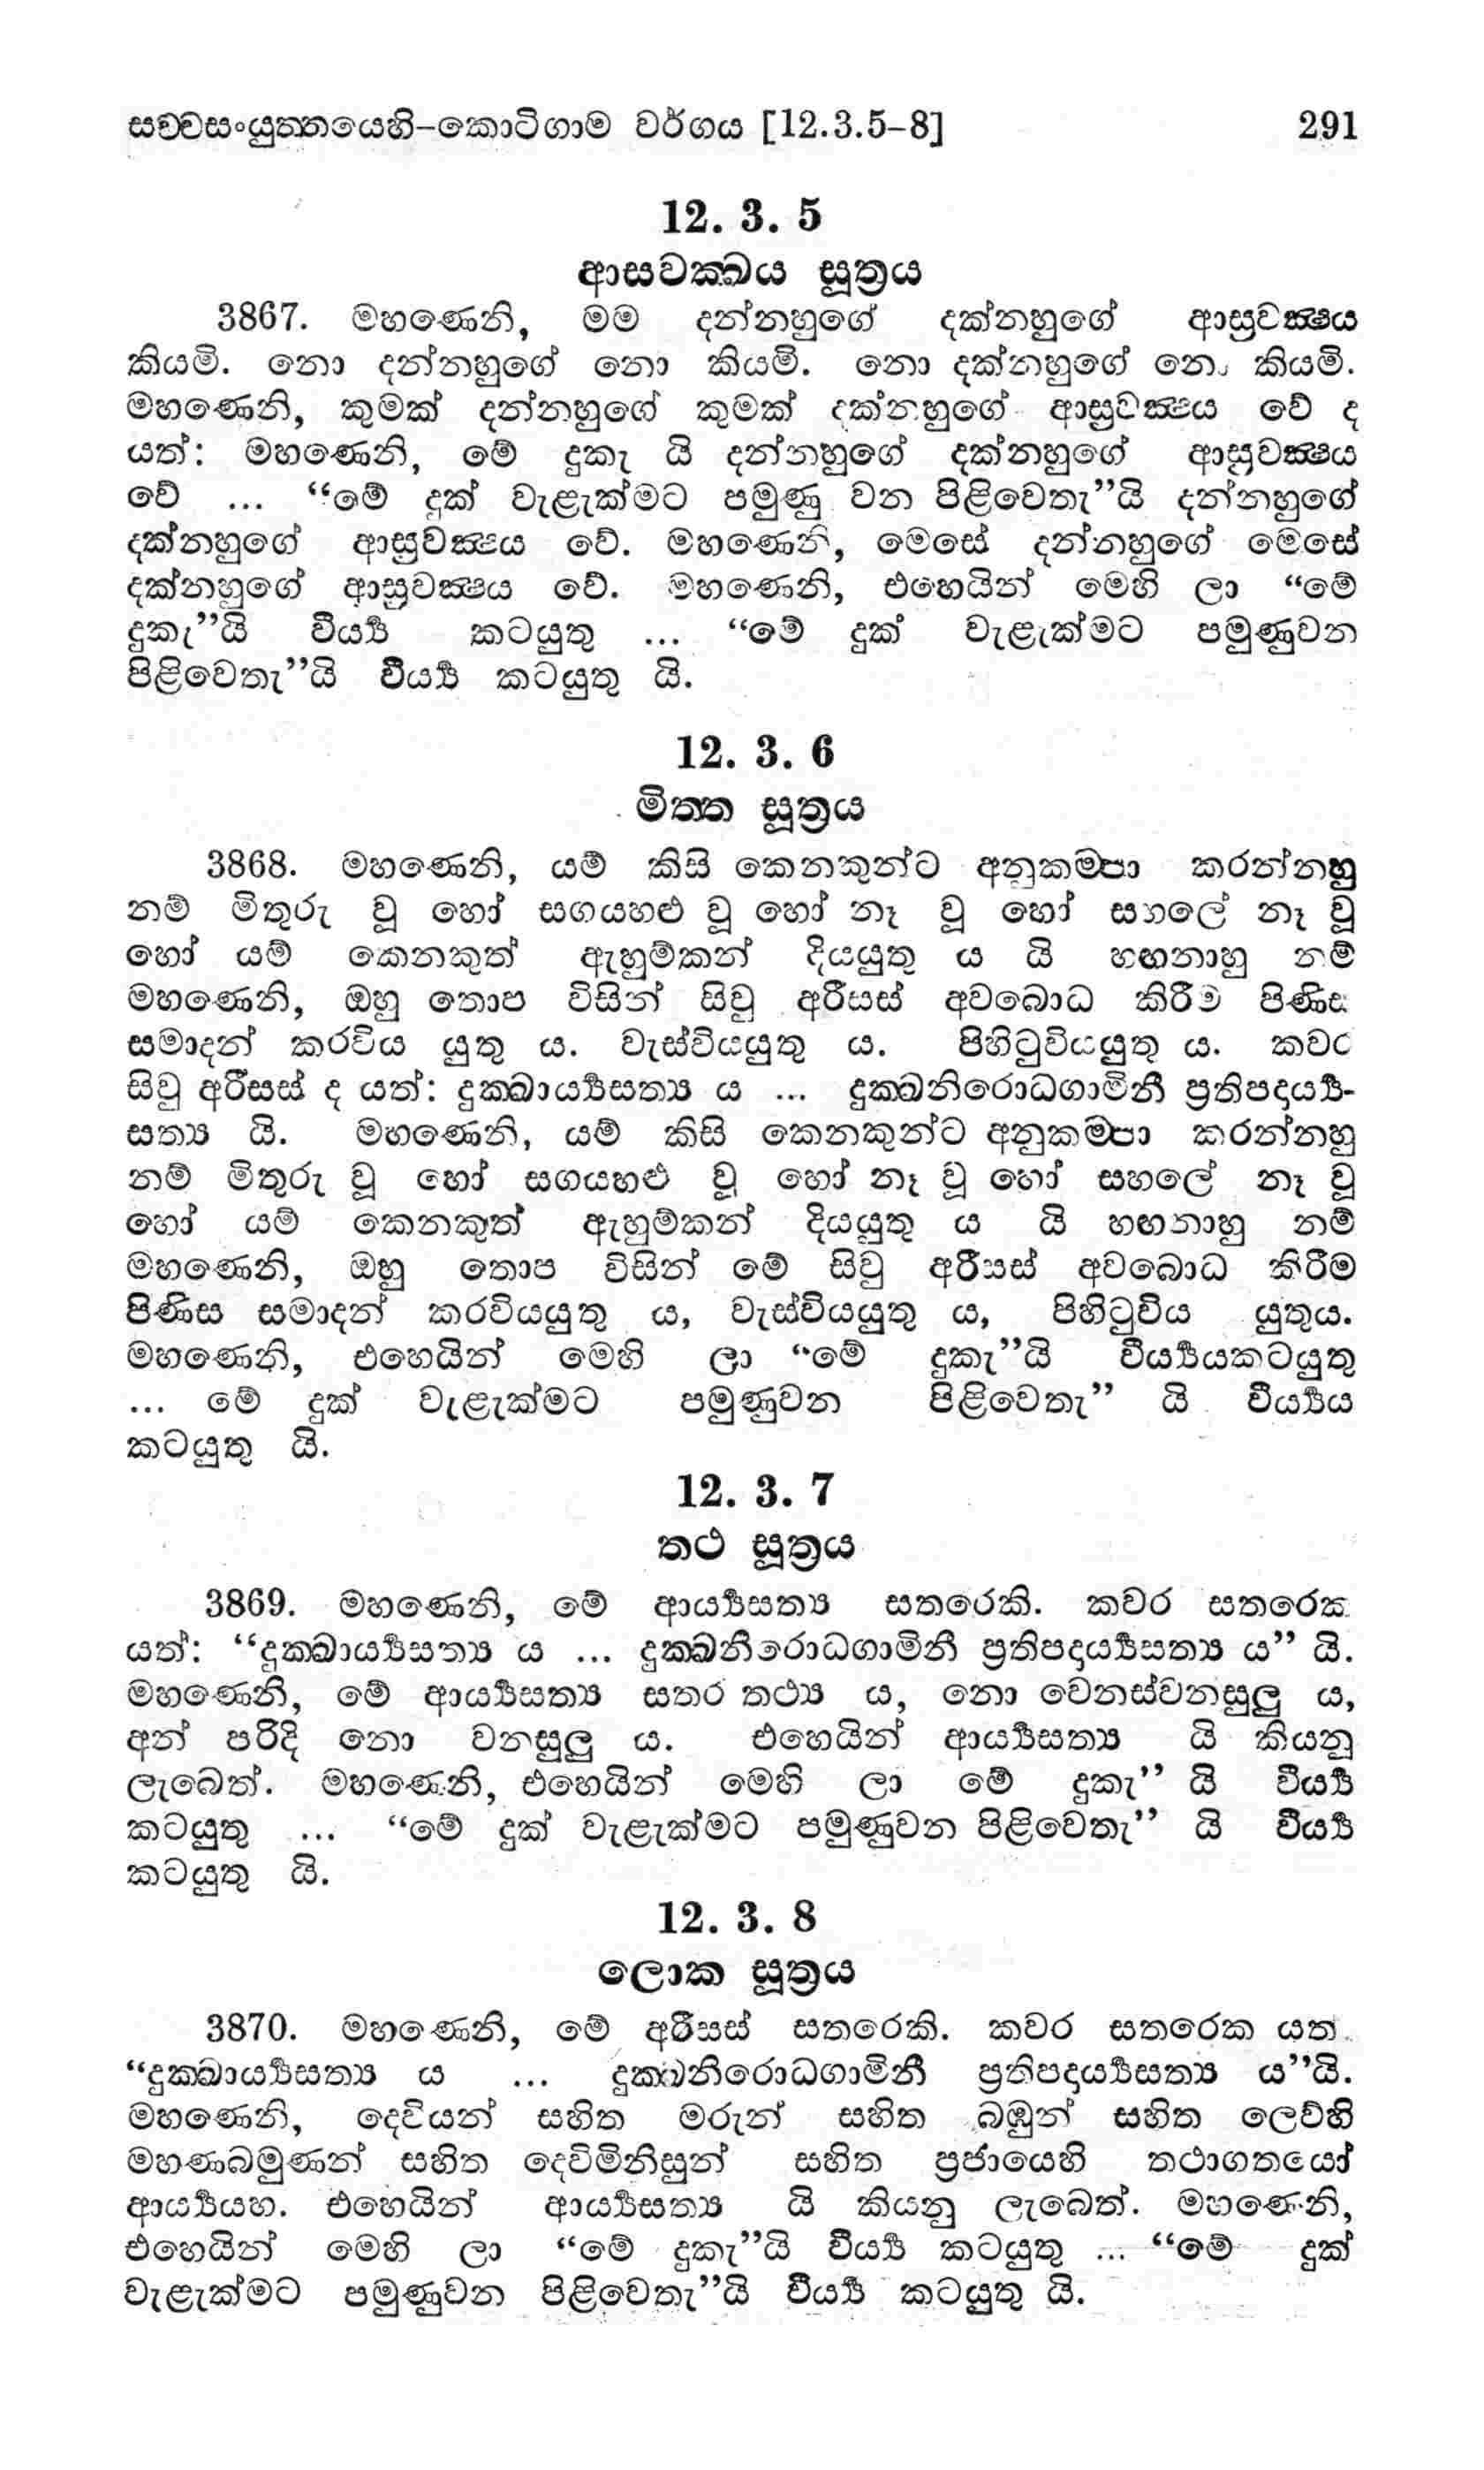 සච්චසංයුත්තයෙහි-කොටිගාම වර්ගය [12.3.5-8] 291
12. 3. 5
ආසවක්ඛය සූත්‍රය
3867. මහණෙනි, මම දන්නහුගේ දක්නහුගේ ආස්‍රවක්‍ෂය
කියමි. නො දන්නහුගේ නො කියමි. නො දක්නහුගේ නො කියමි.
මහණෙනි, කුමක් දන්නහුගේ කුමක් දක්නහුගේ ආස්‍රවක්‍ෂය වේ ද
යත්: මහණෙනි, මේ දුකැ යි දන්නහුගේ දක්නහුගේ ආස්‍රවක්‍ෂය
වේ ... “මේ දුක් වැළැක්මට පමුණු වන පිළිවෙතැ”යි දන්නහුගේ
දක්නහුගේ ආස්‍රවක්‍ෂය වේ. මහණෙනි, මෙසේ දන්නහුගේ මෙසේ
දක්නහුගේ ආස්‍රවක්‍ෂය වේ. මහණෙනි, එහෙයින් මෙහි ලා “මේ
දුකැ”යි වීර්‍ය්‍ය කටයුතු ... “මේ දුක් වැළැක්මට පමුණුවන
පිළිවෙතැ”යි වීර්‍ය්‍ය කටයුතු යි.
12. 3. 6
මිත්ත සූත්‍රය
3868. මහණෙනි, යම් කිසි කෙනකුන්ට අනුකම්පා කරන්නහු
නම් මිතුරු වූ හෝ සගයහළු වූ හෝ නෑ වූ හෝ සහලේ නෑ වූ
හෝ යම් කෙනකුත් ඇහුම්කන් දියයුතු ය යි හඟනාහු නම්
මහණෙනි, ඔහු තොප විසින් සිවු අරීසස් අවබොධ කිරීම පිණිස
සමාදන් කරවිය යුතු ය. වැස්වියයුතු ය. පිහිටුවියයුතු ය. කවර
සිවු අරීසස් ද යත්: දුක්ඛාර්‍ය්‍යසත්‍ය ය ... දුක්ඛනිරොධගාමිනී ප්‍රතිපදාර්‍ය්‍ය-
සත්‍ය යි. මහණෙනි, යම් කිසි කෙනකුන්ට අනුකම්පා කරන්නහු
නම් මිතුරු වූ හෝ සගයහළු වූ හෝ නෑ වූ හෝ සහලේ නෑ වූ
හෝ යම් කෙනකුත් ඇහුම්කන් දියයුතු ය යි හඟනාහු නම්
මහණෙනි, ඔහු තොප විසින් මේ සිවු අරීසස් අවබොධ කිරීම
පිණිස සමාදන් කරවියයුතු ය, වැස්වියයුතු ය, පිහිටුවිය යුතුය.
මහණෙනි, එහෙයින් මෙහි ලා “මේ දුකැ”යි වීර්‍ය්‍යයකටයුතු
... මේ දුක් වැළැක්මට පමුණුවන පිළිවෙතැ” යි වීර්‍ය්‍යය
කටයුතු යි.
12. 3. 7
තථ සූත්‍රය
3869. මහණෙනි, මේ ආර්‍ය්‍යසත්‍ය සතරෙකි. කවර සතරෙක
යත්: “දුක්ඛාර්‍ය්‍යසත්‍ය ය ... දුක්ඛනිරොධගාමිනී ප්‍රතිපදාර්‍ය්‍යසත්‍ය ය” යි.
මහණෙනි, මේ ආර්‍ය්‍යසත්‍ය සතර තථ්‍ය ය, නො වෙනස්වනසුලු ය,
අන් පරිදි නො වනසුලු ය. එහෙයින් ආර්‍ය්‍යසත්‍ය යි කියනු
ලැබෙත්. මහණෙනි, එහෙයින් මෙහි ලා මේ දුකැ” යි වීර්‍ය්‍ය
කටයුතු ... “මේ දුක් වැළැක්මට පමුණුවන පිළිවෙතැ” යි වීර්‍ය්‍ය
කටයුතු යි.
12. 3. 8
ලොක සූත්‍රය
3870. මහණෙනි, මේ අරීසස් සතරෙකි. කවර සතරෙක යත්
“දුක්ඛාර්‍ය්‍යසත්‍ය ය ... දුක්ඛනිරොධගාමිනී ප්‍රතිපදාර්‍ය්‍යසත්‍ය ය”යි.
මහණෙනි, දෙවියන් සහිත මරුන් සහිත බඹුන් සහිත ලෙව්හි
මහණබමුණන් සහිත දෙවිමිනිසුන් සහිත ප්‍රජායෙහි තථාගතයෝ
ආර්‍ය්‍යයහ. එහෙයින් ආර්‍ය්‍යසත්‍ය යි කියනු ලැබෙත්. මහණෙනි,
එහෙයින් මෙහි ලා “මේ දුකැ”යි වීර්‍ය්‍ය කටයුතු ... “මේ දුක්
වැළැක්මට පමුණුවන පිළිවෙතැ”යි වීර්‍ය්‍ය කටයුතු යි.